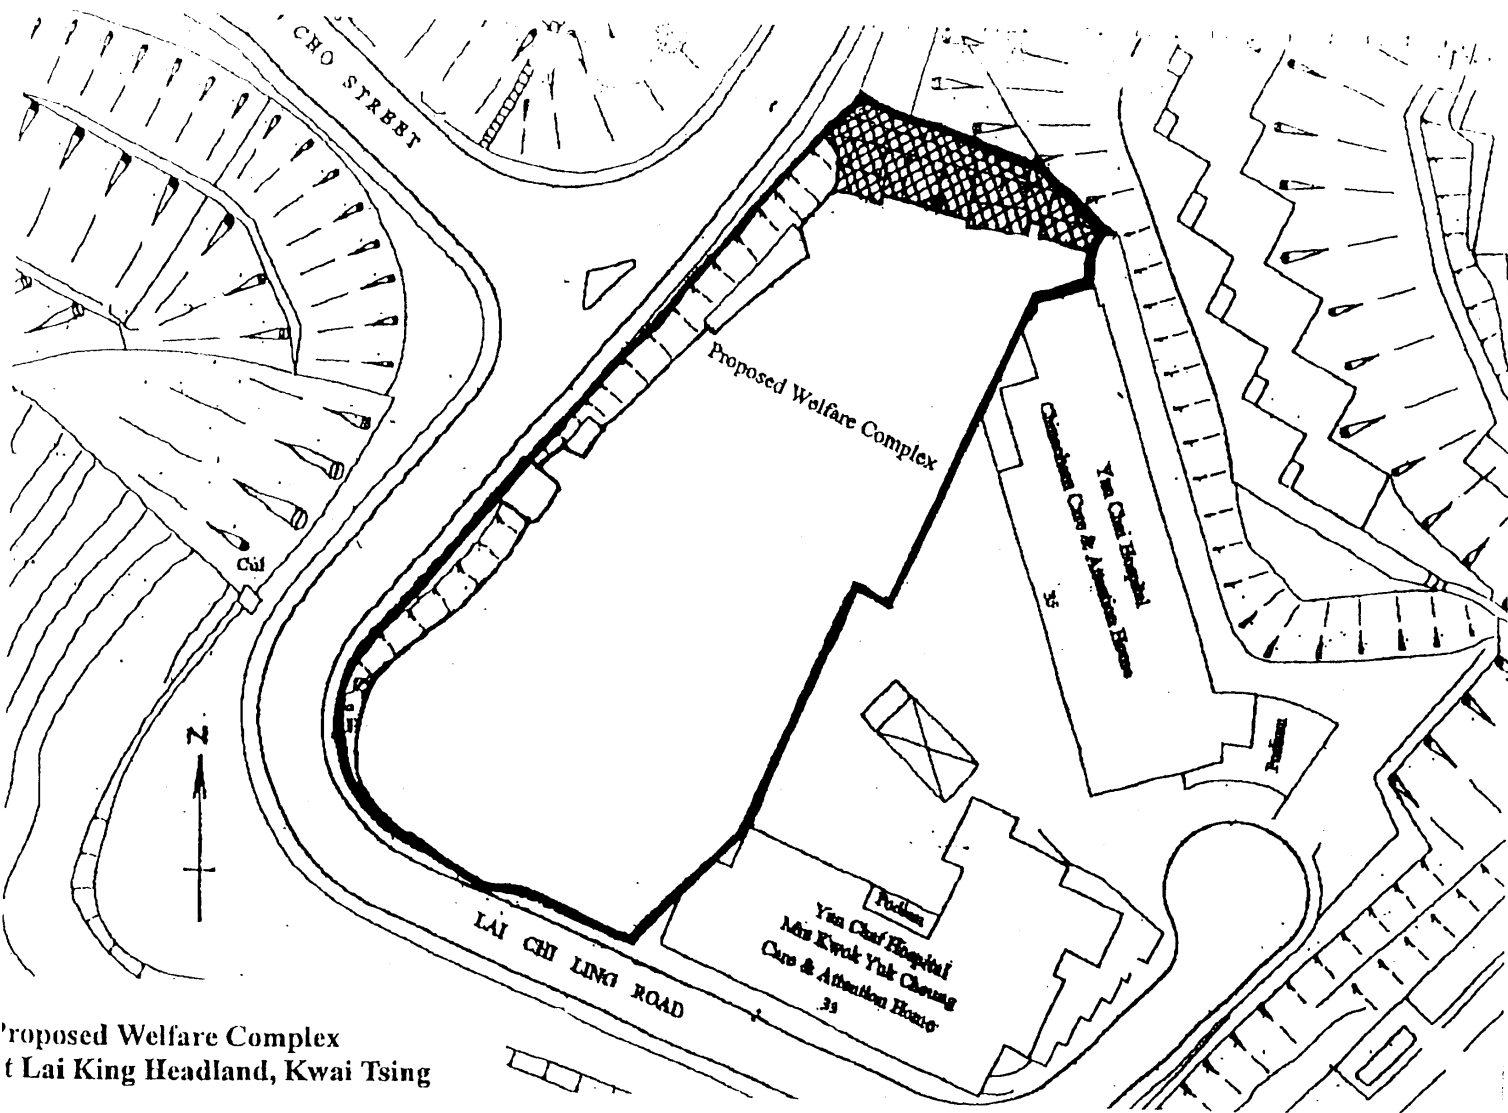 CHO STREET
Proposed Welfare Complex
Yan Chai Hospital
Chinachem Care & Attention Home
35
Cul
Podium
N
Podium
Yan Chai Hospital
Mrs Kwok Yuk Cheung
Care & Attention Home
LAI CHI LING ROAD
roposed Welfare Complex
t Lai King Headland, Kwai Tsing